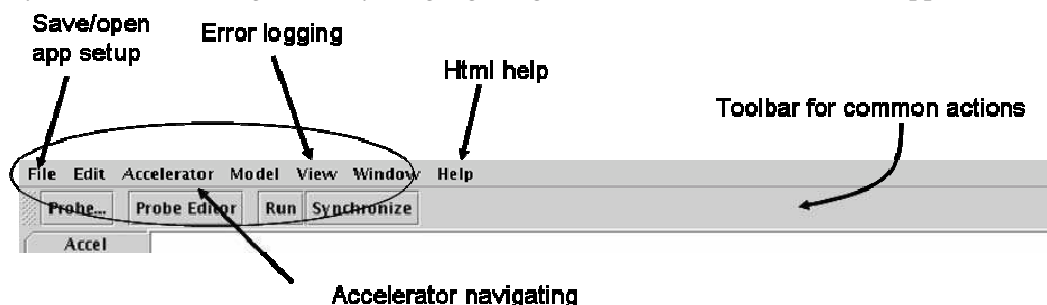 Save/open
app setup
Error logging
Html help
Toolbar for common actions
File Edit Accelerator Model View Window Help
Probe... Probe Editor Run Synchronize
Accel
Accelerator navigating